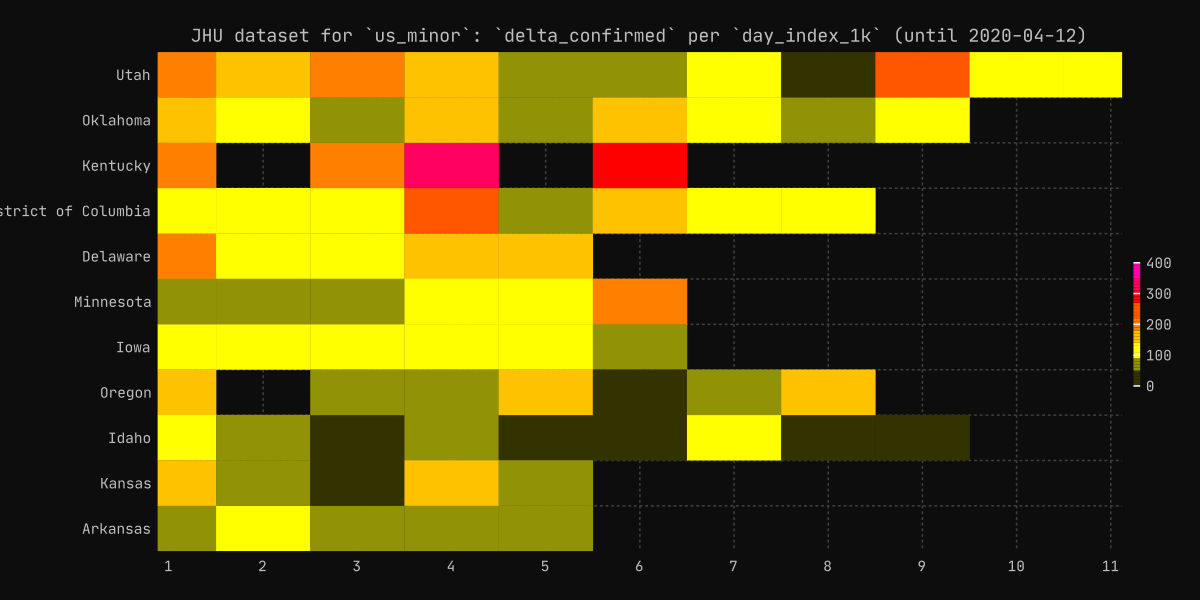 JHU dataset for `us_minor`: `delta_confirmed` per `day_index_1k` (until 2020-04-12)
Utah
Oklahoma
Kentucky
strict of Columbia
Delaware
Minnesota
Iowa
Oregon
Idaho
Kansas
Arkansas
400
300
200
100
0
1 2 3 4 5 6 7 8 9 10 11